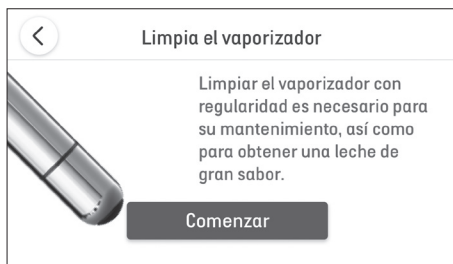 Limpia el vaporizador
Limpiar el vaporizador con
regularidad es necesario para
su mantenimiento, así como
para obtener una leche de
gran sabor.
Comenzar